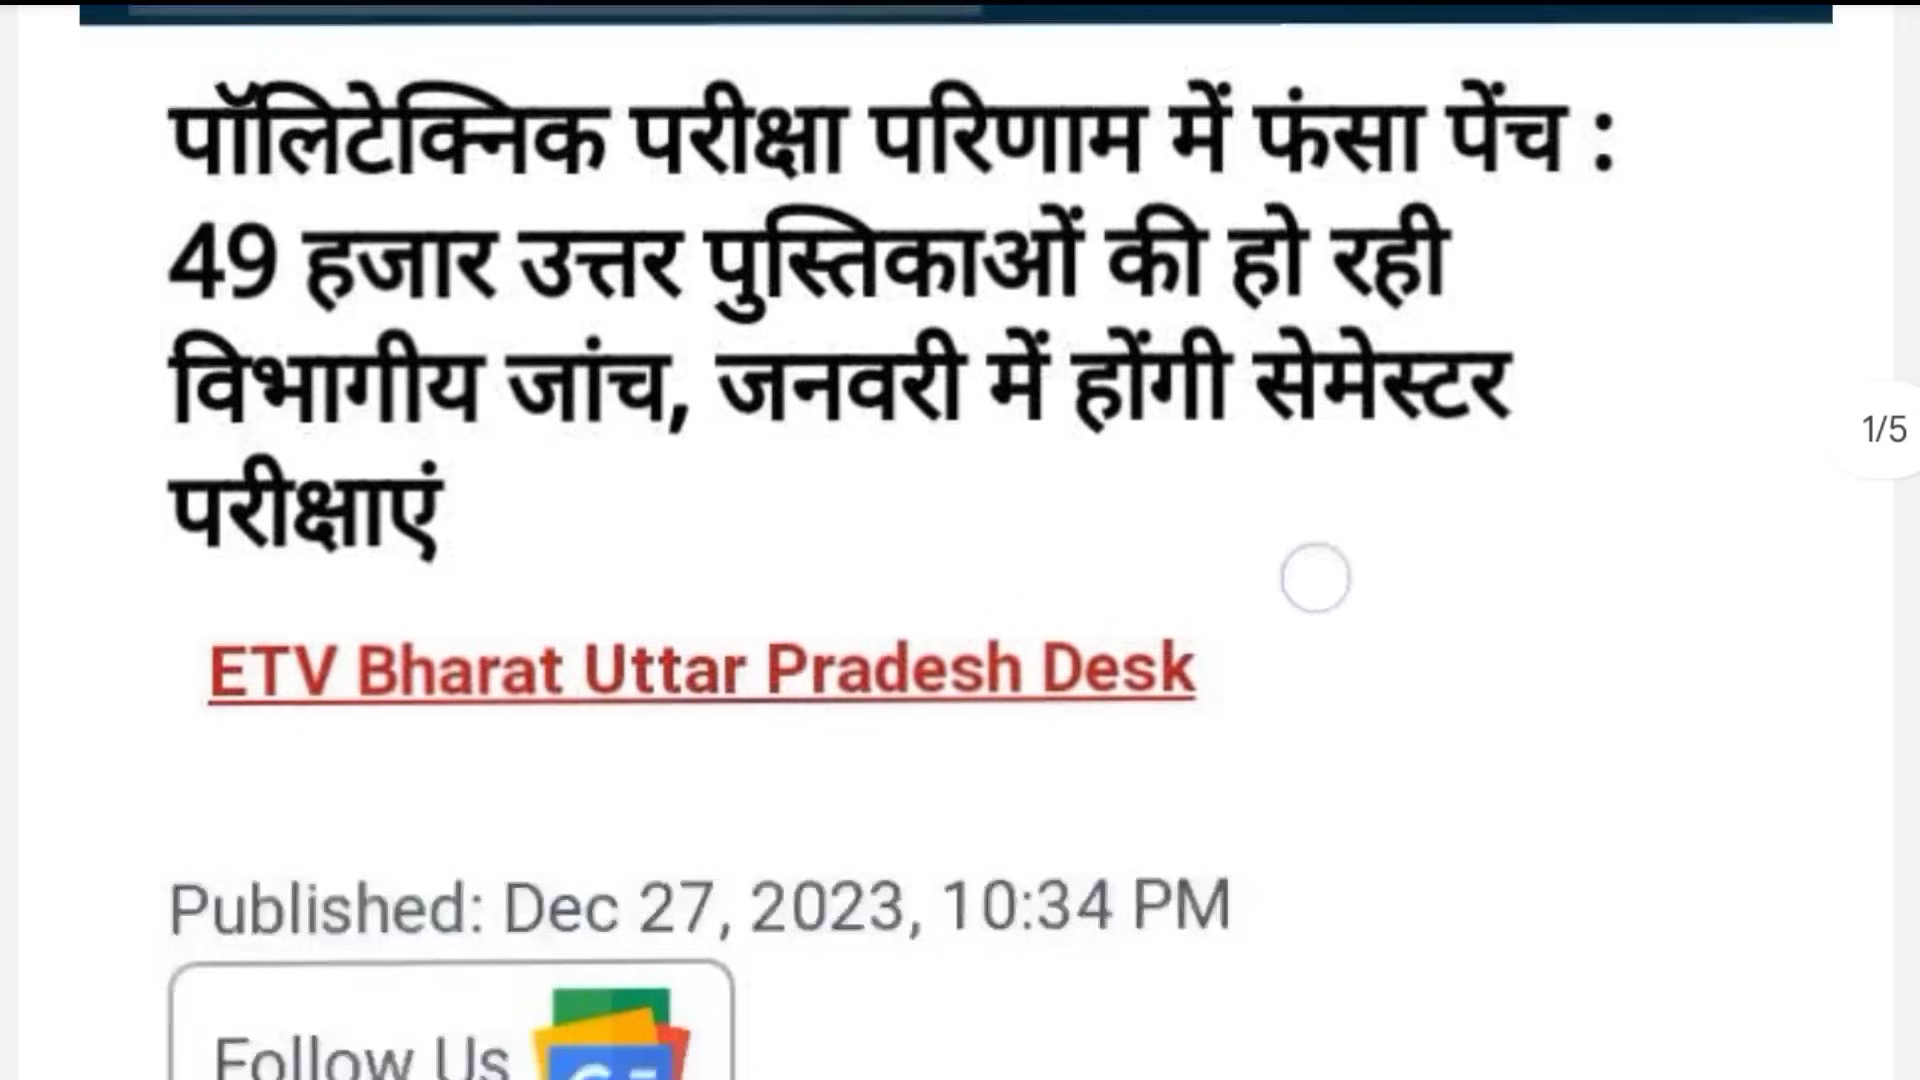 पॉलिटेक्निक परीक्षा परिणाम में फंसा पेंच :
49 हजार उत्तर पुस्तिकाओं की हो रही
विभागीय जांच, जनवरी में होंगी सेमेस्टर
परीक्षाएं
1/5
ETV Bharat Uttar Pradesh Desk
Published: Dec 27, 2023, 10:34 PM
Follow Us